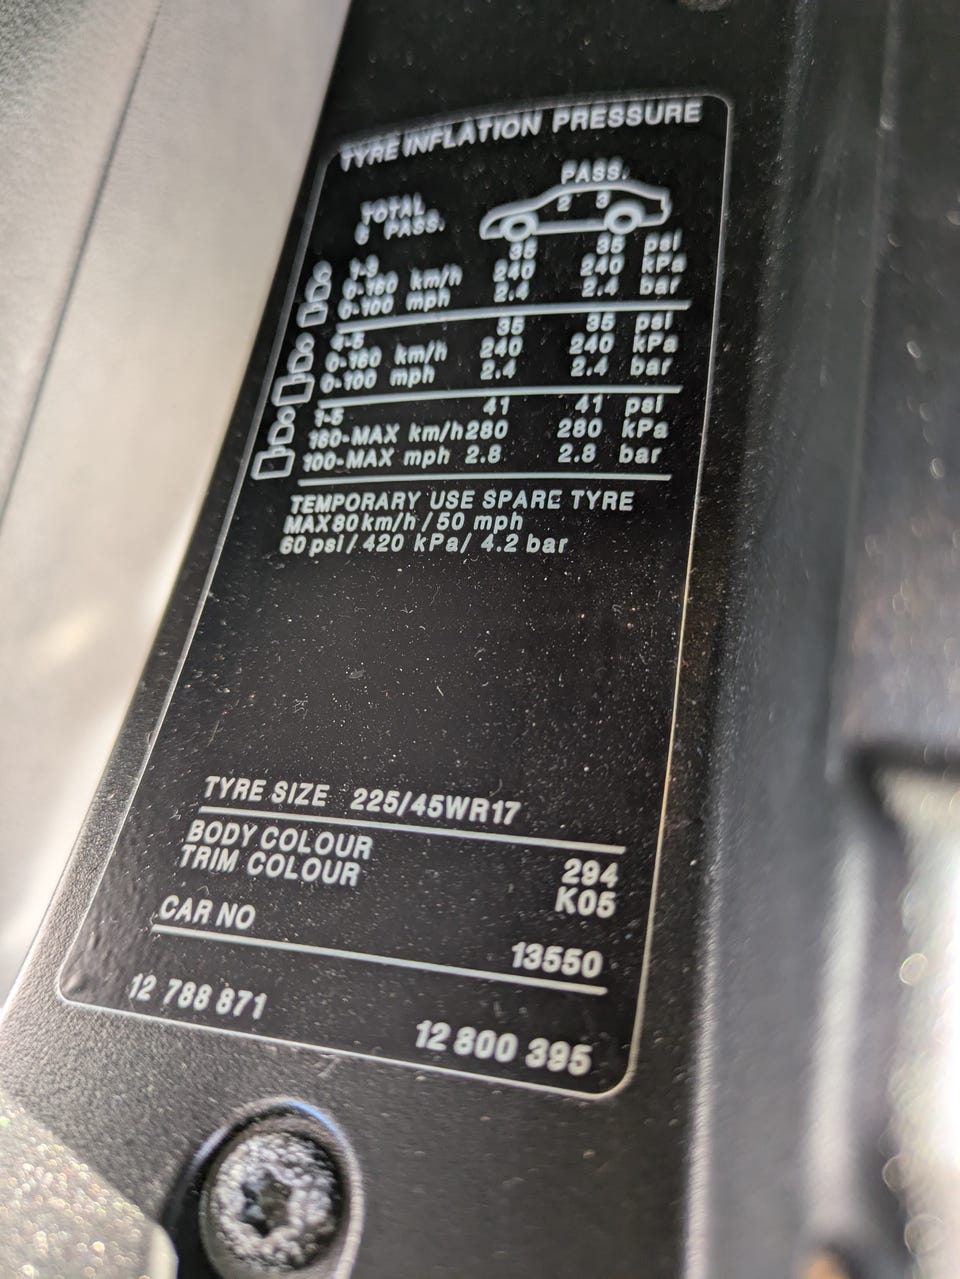 TYRE INFLATION PRESSURE
PASS.
2 3
TOTAL
5 PASS.
35 35 psi
1-3
240 240 kPa
0-160 km/h
2.4 2.4 bar
0-100 mph
35 35 psi
4-5
240 240 kPa
0-160 km/h
2.4 2.4 bar
0-100 mph
41 41 psi
1-5
160-MAX km/h 280 280 kPa
100-MAX mph 2.8 2.8 bar
TEMPORARY USE SPARE TYRE
MAX 80 km/h / 50 mph
60 psi / 420 kPa / 4.2 bar
TYRE SIZE 225/45WR17
BODY COLOUR 294
TRIM COLOUR K05
CAR NO 13550
12 788 871
12 800 395